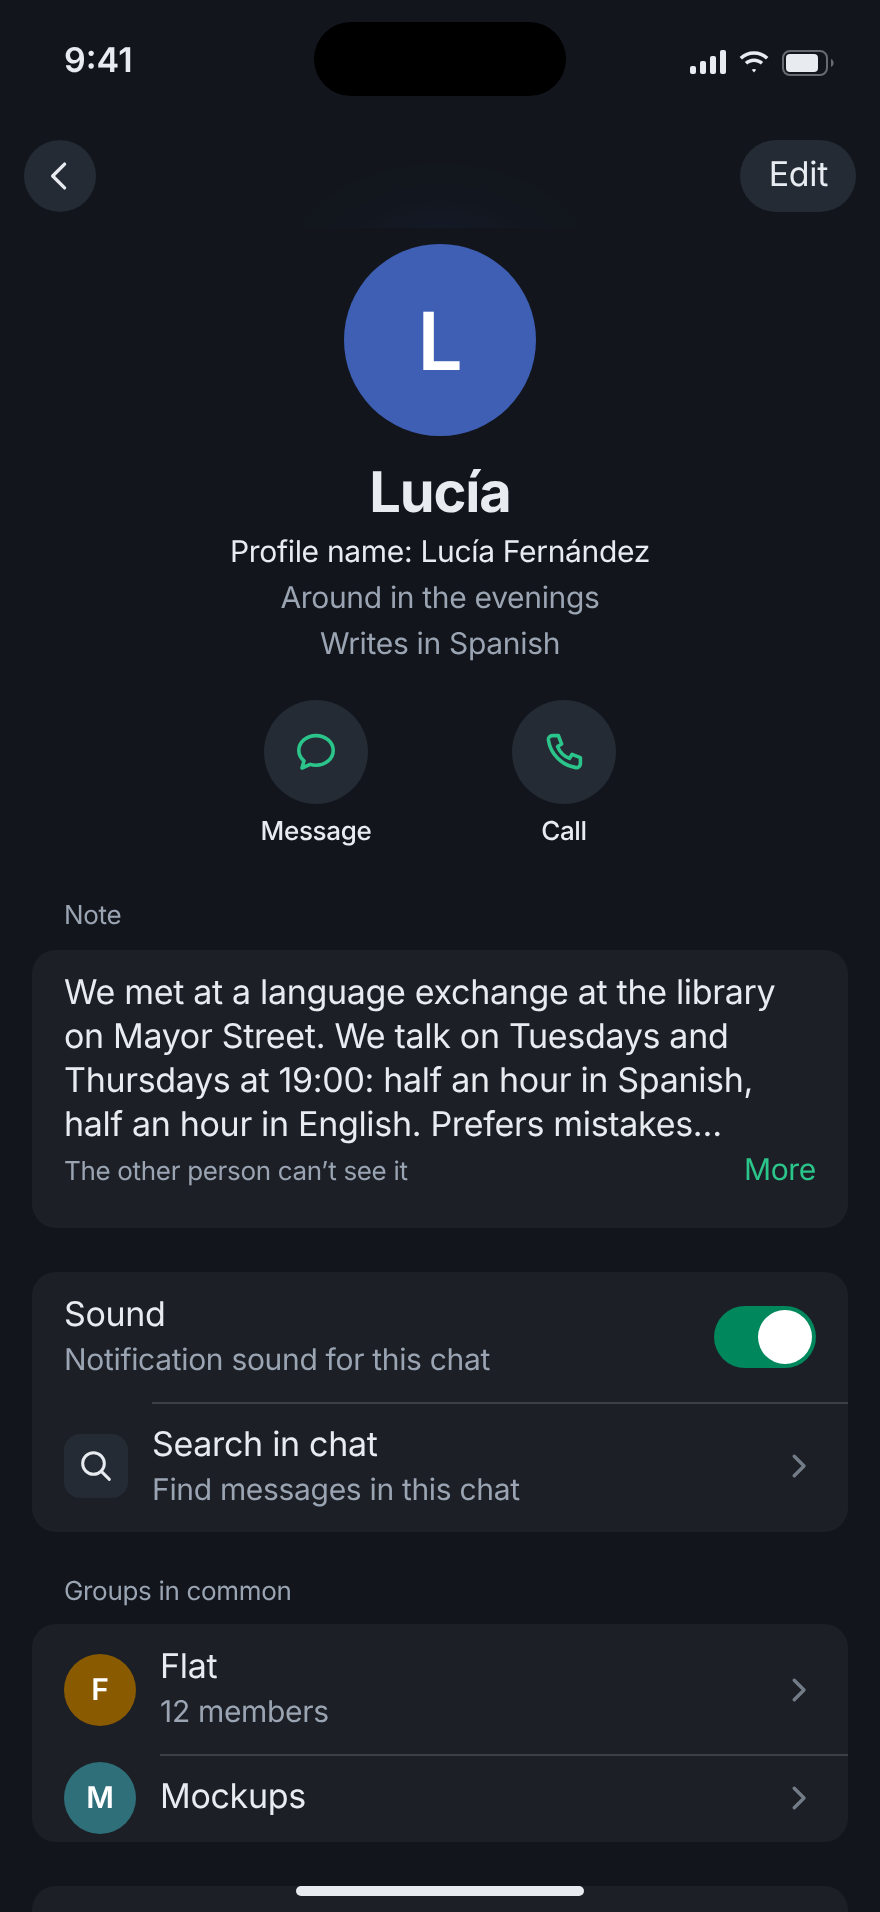 9:41
Edit
L
Lucía
Profile name: Lucía Fernández
Around in the evenings
Writes in Spanish
Message
Call
Note
We met at a language exchange at the library
on Mayor Street. We talk on Tuesdays and
Thursdays at 19:00: half an hour in Spanish,
half an hour in English. Prefers mistakes…
The other person can’t see it
More
Sound
Notification sound for this chat
Search in chat
Find messages in this chat
Groups in common
F
Flat
12 members
M
Mockups